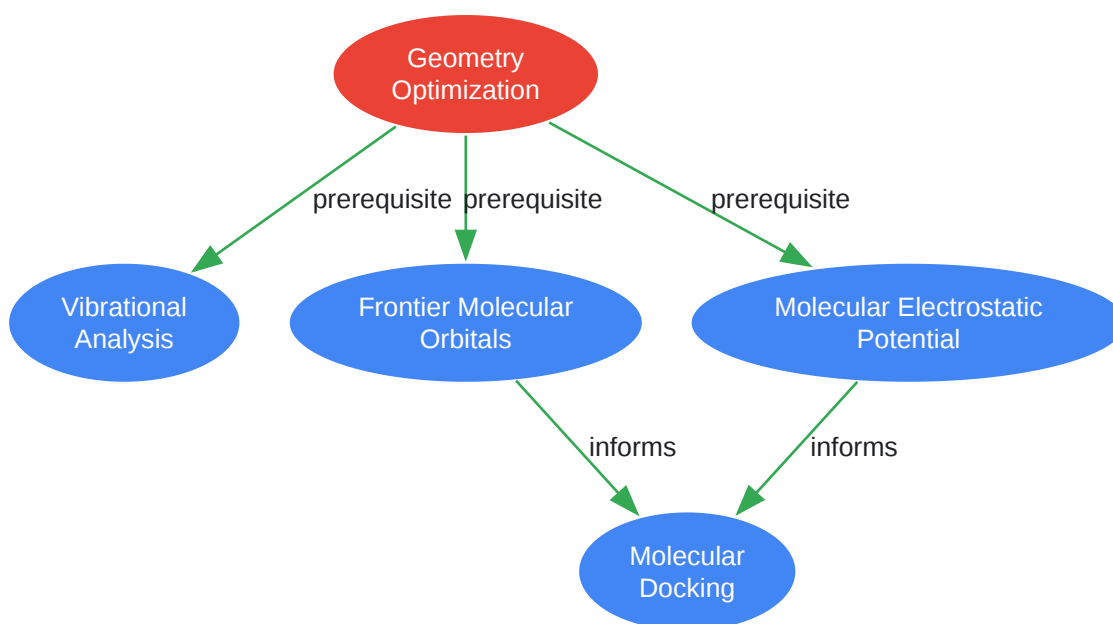 Geometry
Optimization
prerequisite
prerequisite
prerequisite
Vibrational
Analysis
Frontier Molecular
Orbitals
Molecular Electrostatic
Potential
informs
informs
Molecular
Docking